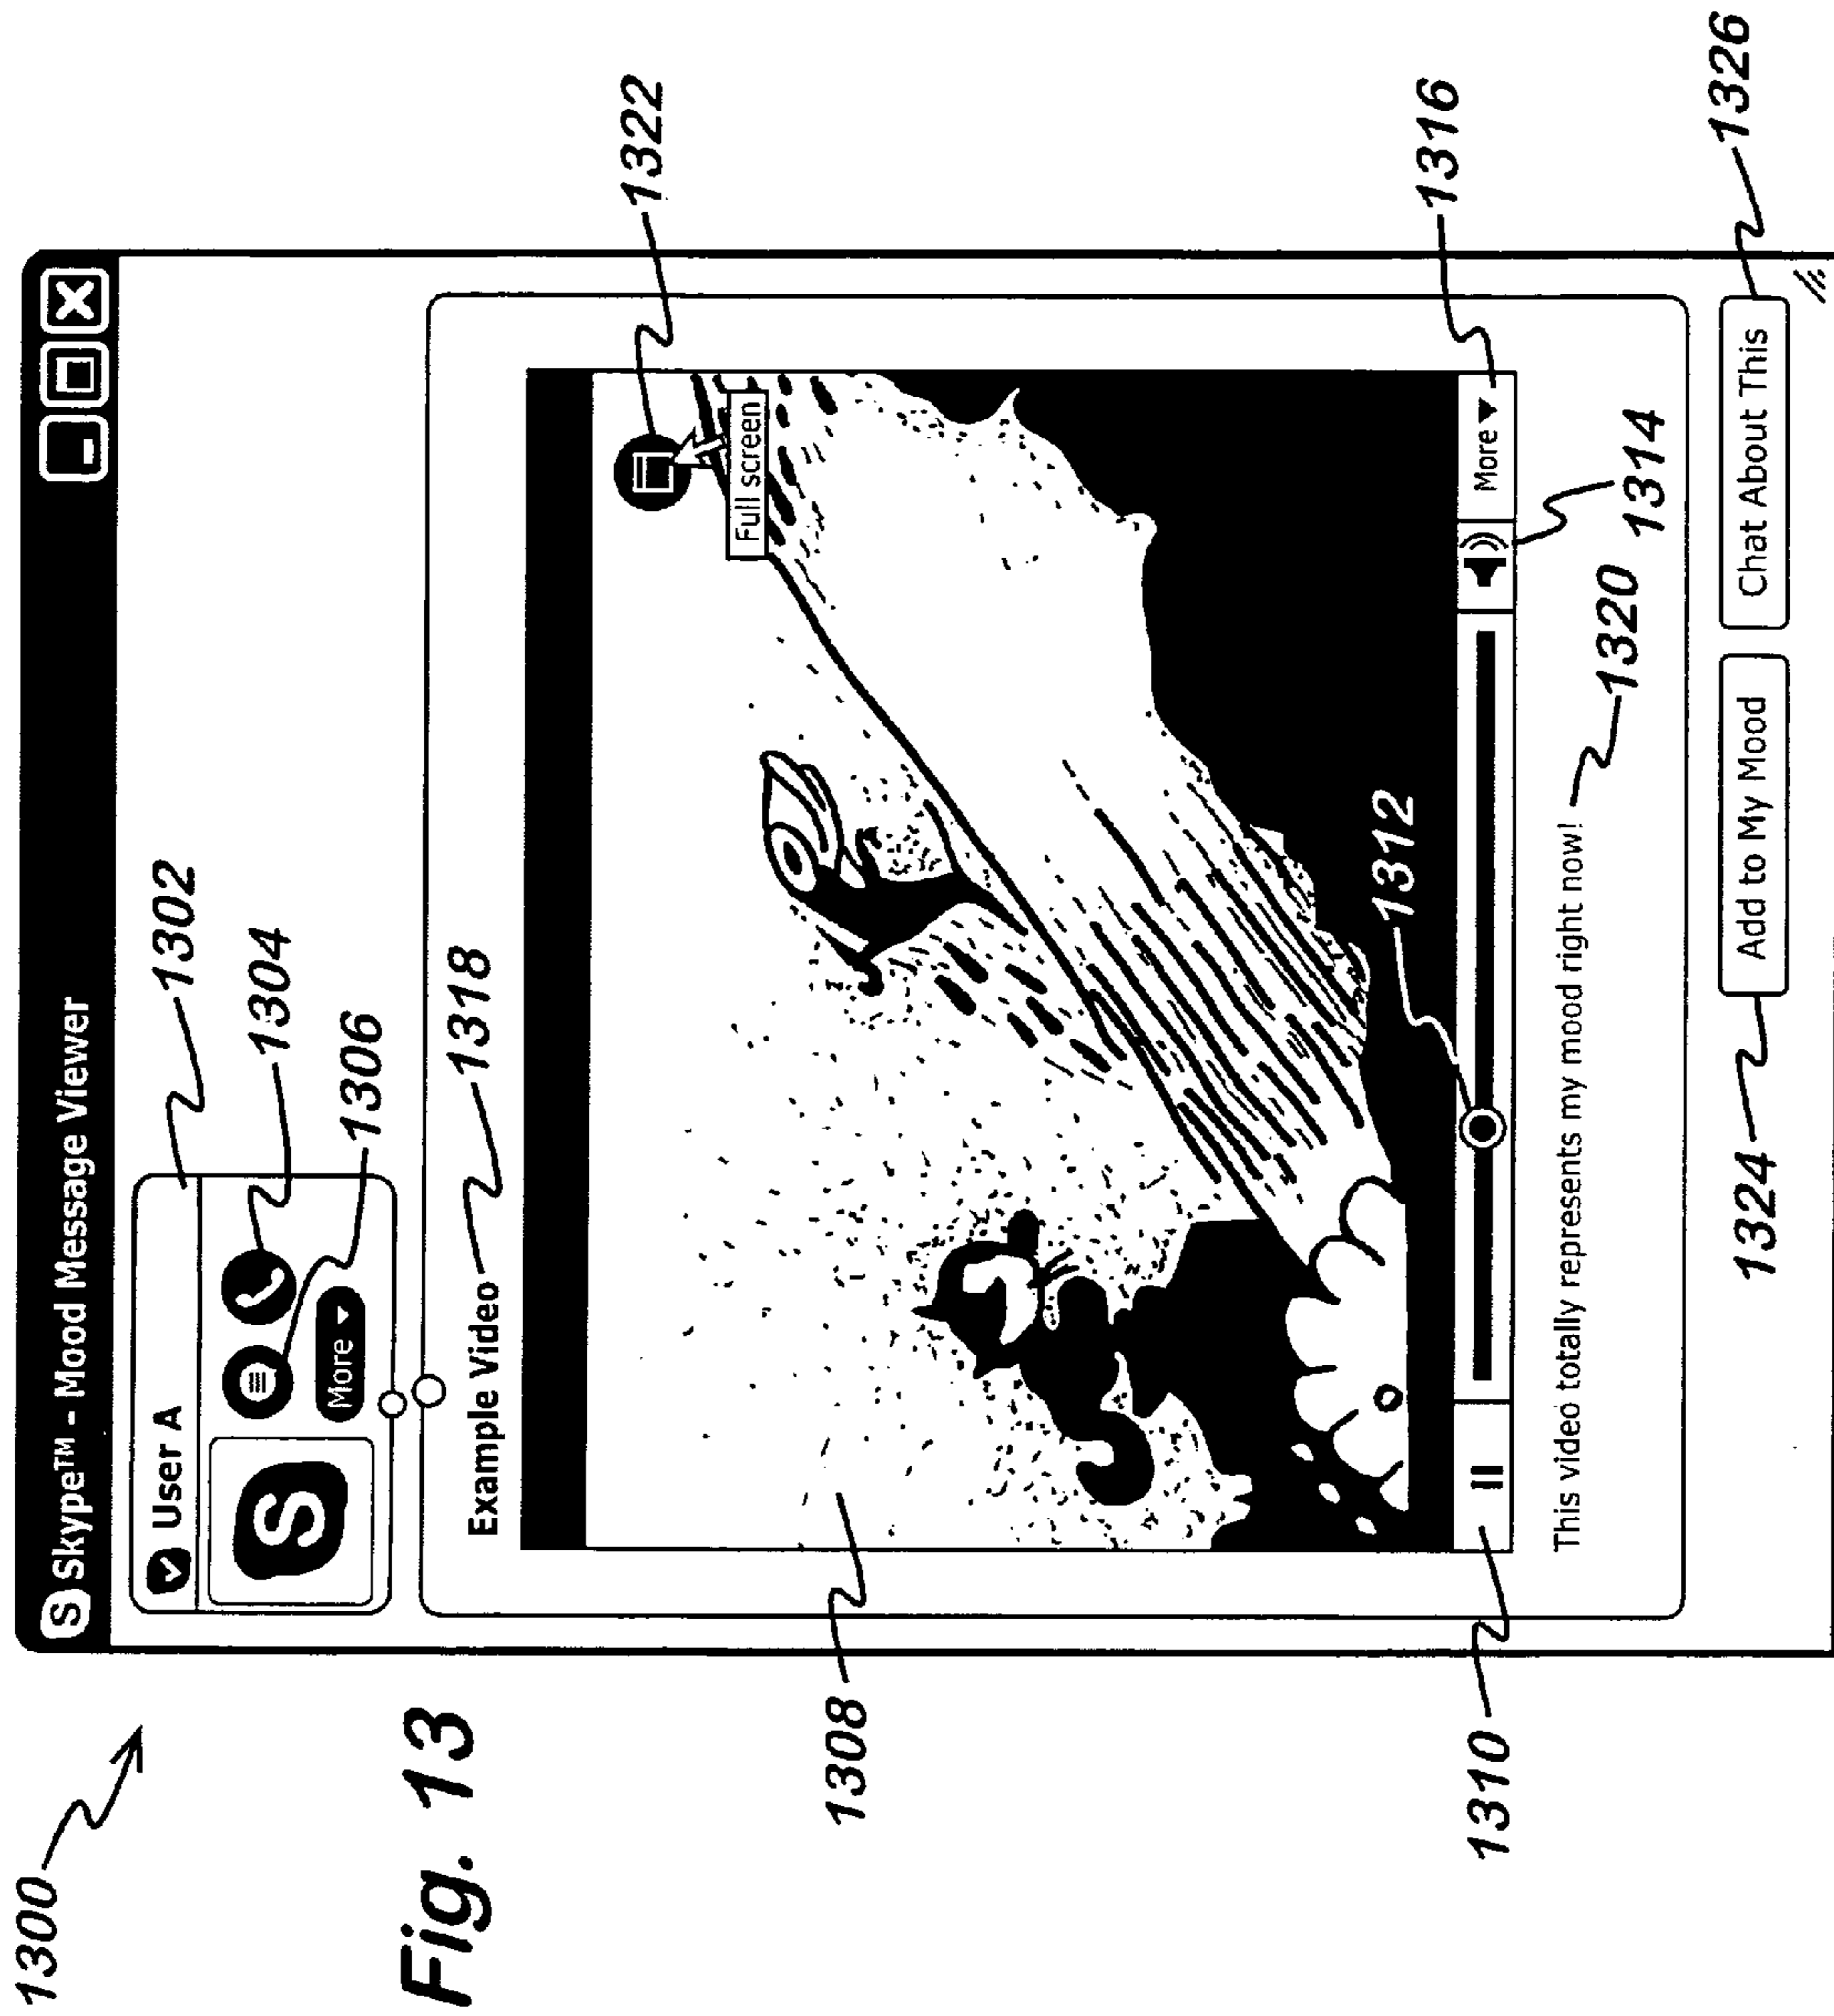 1300
Fig. 13
S Skype™ - Mood Message Viewer
User A
1302
S
1304
1306
More
Example Video
1318
1322
Full screen
1308
1312
1310
More
1316
This video totally represents my mood right now!
1320
1314
1324
Add to My Mood
Chat About This
1326